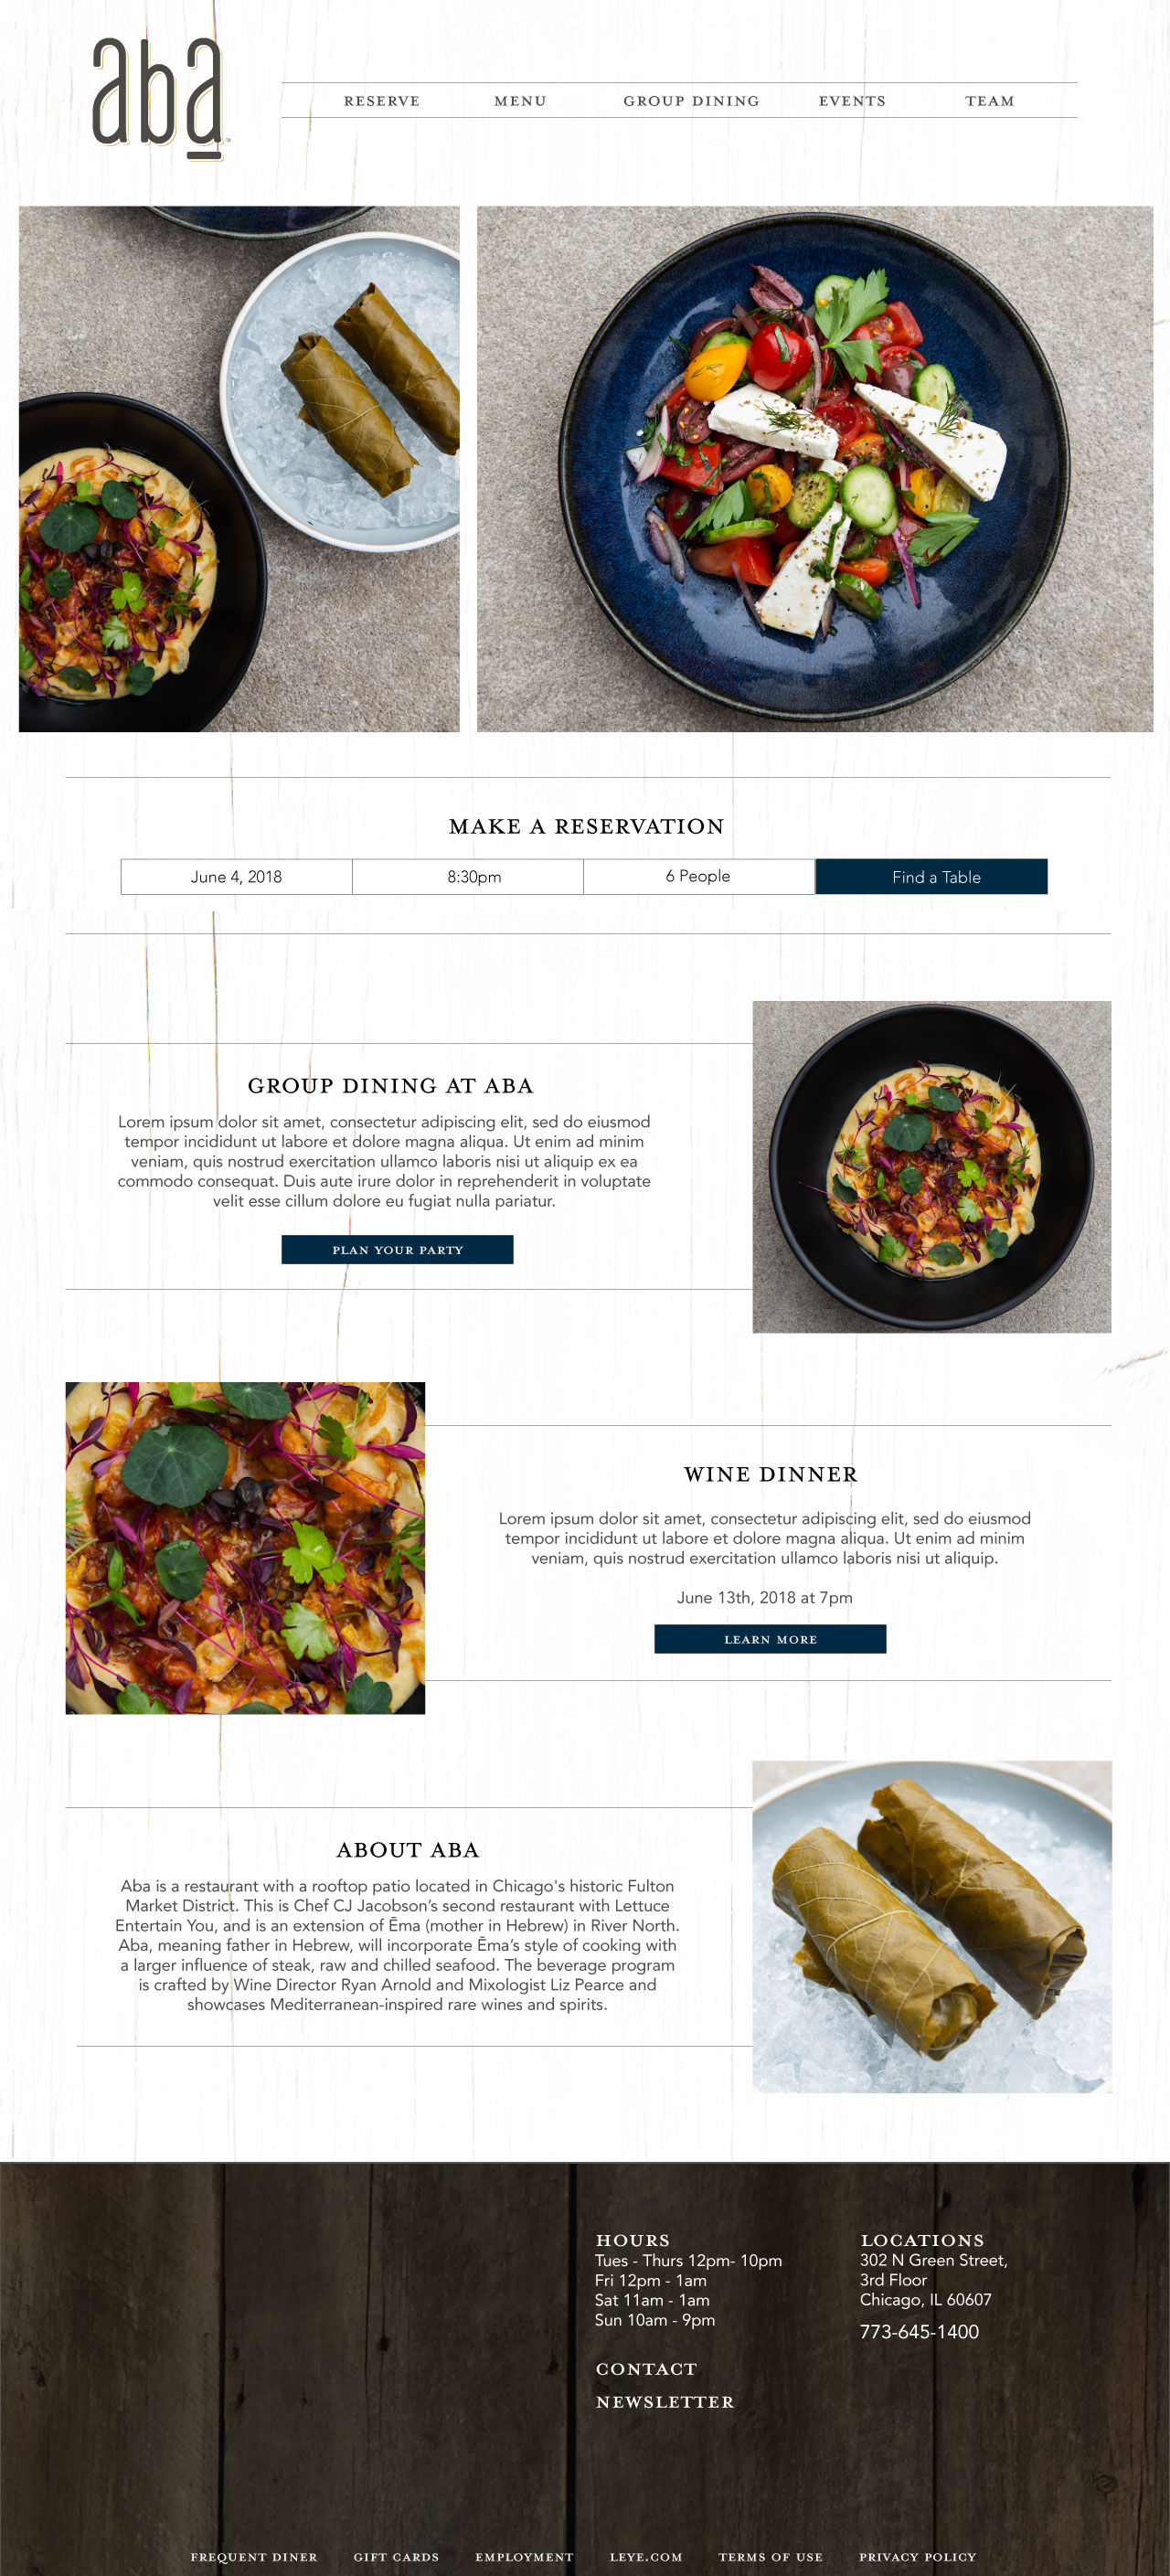 aba™
RESERVE MENU GROUP DINING EVENTS TEAM
MAKE A RESERVATION
June 4, 2018 8:30pm 6 People Find a Table
GROUP DINING AT ABA
Lorem ipsum dolor sit amet, consectetur adipiscing elit, sed do eiusmod
tempor incididunt ut labore et dolore magna aliqua. Ut enim ad minim
veniam, quis nostrud exercitation ullamco laboris nisi ut aliquip ex ea
commodo consequat. Duis aute irure dolor in reprehenderit in voluptate
velit esse cillum dolore eu fugiat nulla pariatur.
PLAN YOUR PARTY
WINE DINNER
Lorem ipsum dolor sit amet, consectetur adipiscing elit, sed do eiusmod
tempor incididunt ut labore et dolore magna aliqua. Ut enim ad minim
veniam, quis nostrud exercitation ullamco laboris nisi ut aliquip.
June 13th, 2018 at 7pm
LEARN MORE
ABOUT ABA
Aba is a restaurant with a rooftop patio located in Chicago's historic Fulton
Market District. This is Chef CJ Jacobson’s second restaurant with Lettuce
Entertain You, and is an extension of Ēma (mother in Hebrew) in River North.
Aba, meaning father in Hebrew, will incorporate Ēma’s style of cooking with
a larger influence of steak, raw and chilled seafood. The beverage program
is crafted by Wine Director Ryan Arnold and Mixologist Liz Pearce and
showcases Mediterranean-inspired rare wines and spirits.
HOURS
Tues - Thurs 12pm- 10pm
Fri 12pm - 1am
Sat 11am - 1am
Sun 10am - 9pm
CONTACT
NEWSLETTER
LOCATIONS
302 N Green Street,
3rd Floor
Chicago, IL 60607
773-645-1400
FREQUENT DINER GIFT CARDS EMPLOYMENT LEYE.COM TERMS OF USE PRIVACY POLICY